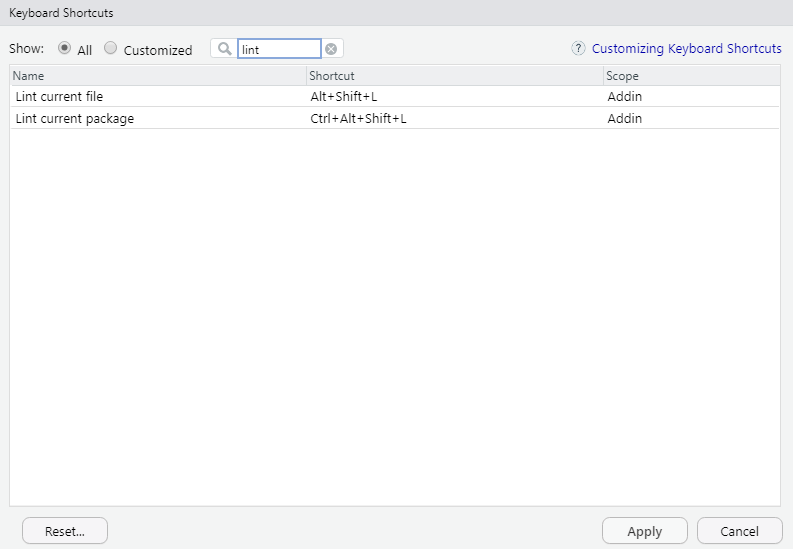 Keyboard Shortcuts
Show: All Customized lint ? Customizing Keyboard Shortcuts
Name Shortcut Scope
Lint current file Alt+Shift+L Addin
Lint current package Ctrl+Alt+Shift+L Addin
Reset... Apply Cancel